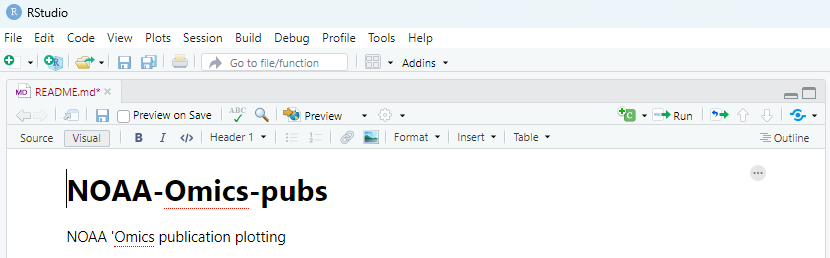 RStudio
File Edit Code View Plots Session Build Debug Profile Tools Help
Go to file/function Addins
README.md*
Preview on Save ABC Preview Run
Source Visual B I </> Header 1 Format Insert Table Outline
NOAA-Omics-pubs
NOAA 'Omics publication plotting